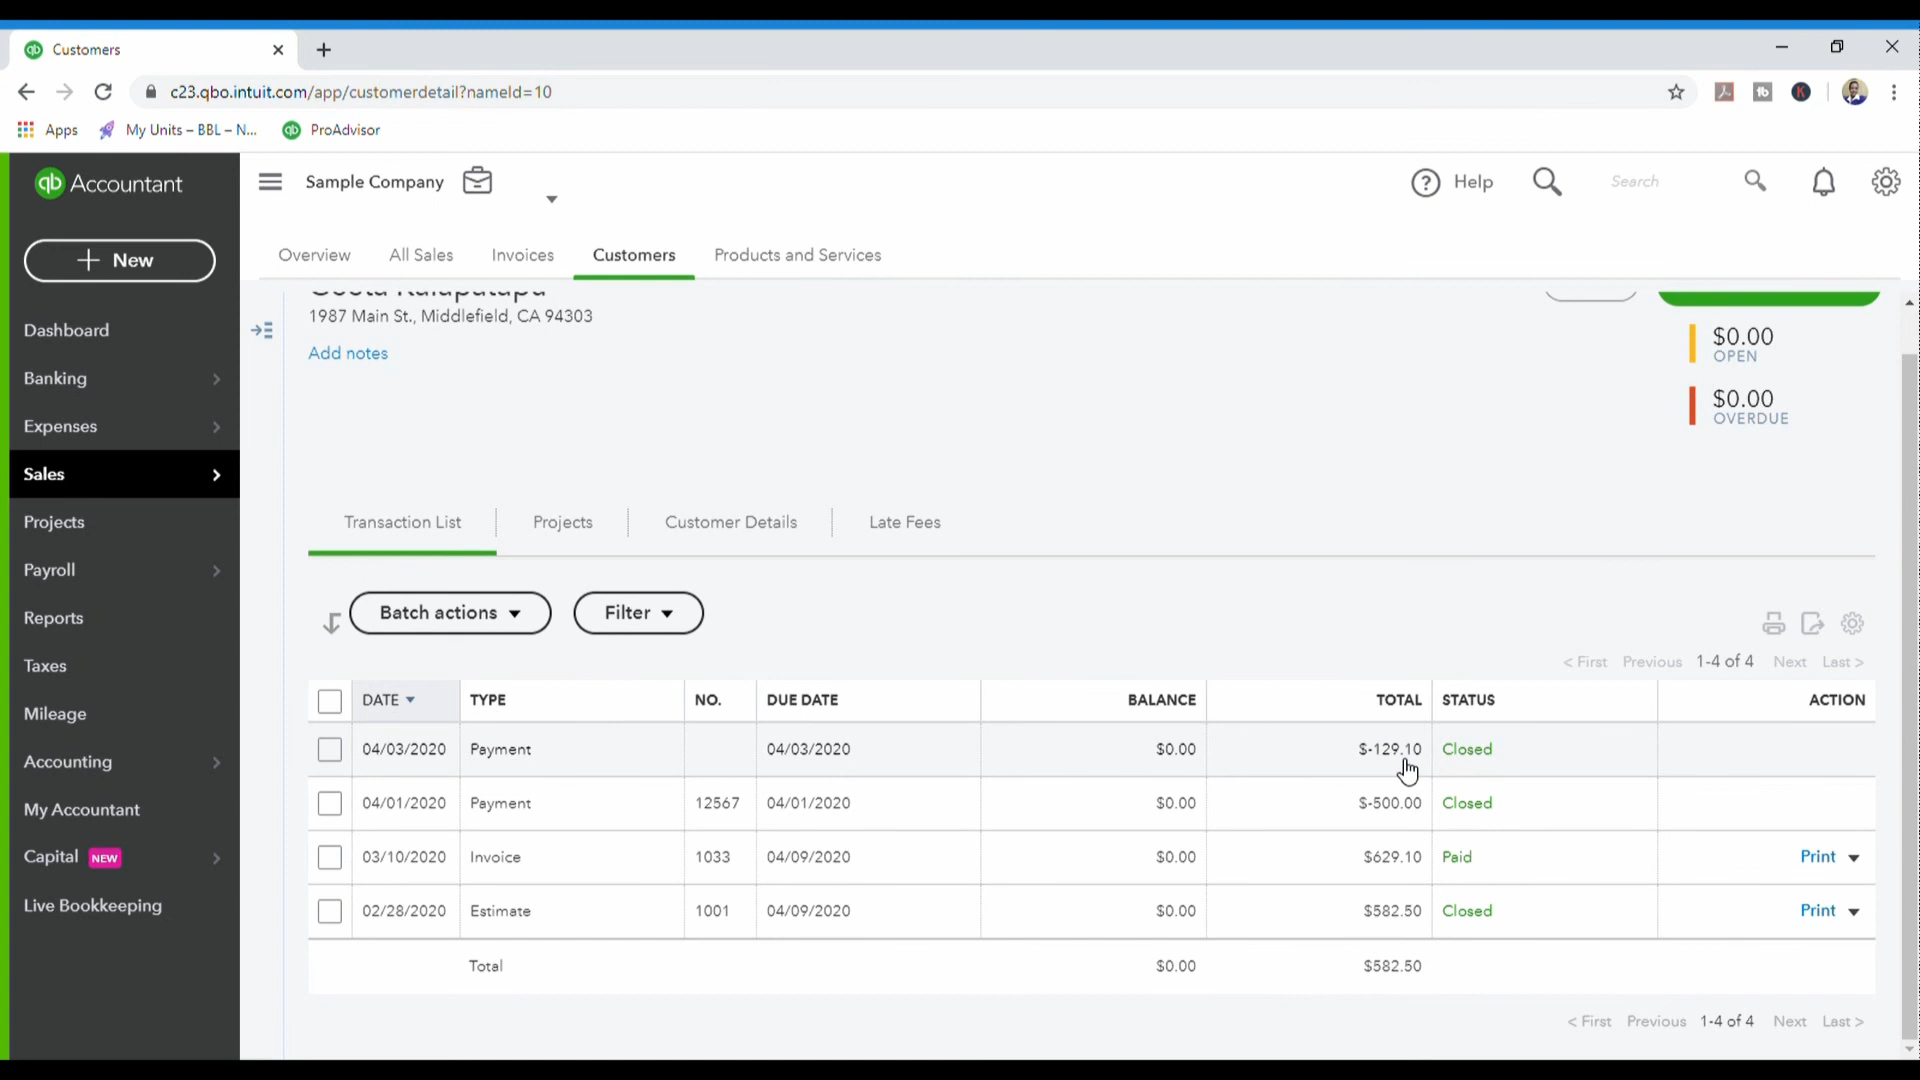 Customers
c23.qbo.intuit.com/app/customerdetail?nameId=10
Apps My Units – BBL – N... ProAdvisor
qb Accountant
Sample Company
Help
Search
New
Overview All Sales Invoices Customers Products and Services
Dashboard
Banking
Expenses
Sales
Projects
Payroll
Reports
Taxes
Mileage
Accounting
My Accountant
Capital NEW
Live Bookkeeping
1987 Main St., Middlefield, CA 94303
Add notes
$0.00
OPEN
$0.00
OVERDUE
Transaction List Projects Customer Details Late Fees
Batch actions Filter
< First Previous 1-4 of 4 Next Last >
DATE TYPE NO. DUE DATE BALANCE TOTAL STATUS ACTION
04/03/2020 Payment 04/03/2020 $0.00 $-129.10 Closed
04/01/2020 Payment 12567 04/01/2020 $0.00 $-500.00 Closed
03/10/2020 Invoice 1033 04/09/2020 $0.00 $629.10 Paid Print
02/28/2020 Estimate 1001 04/09/2020 $0.00 $582.50 Closed Print
Total $0.00 $582.50
< First Previous 1-4 of 4 Next Last >